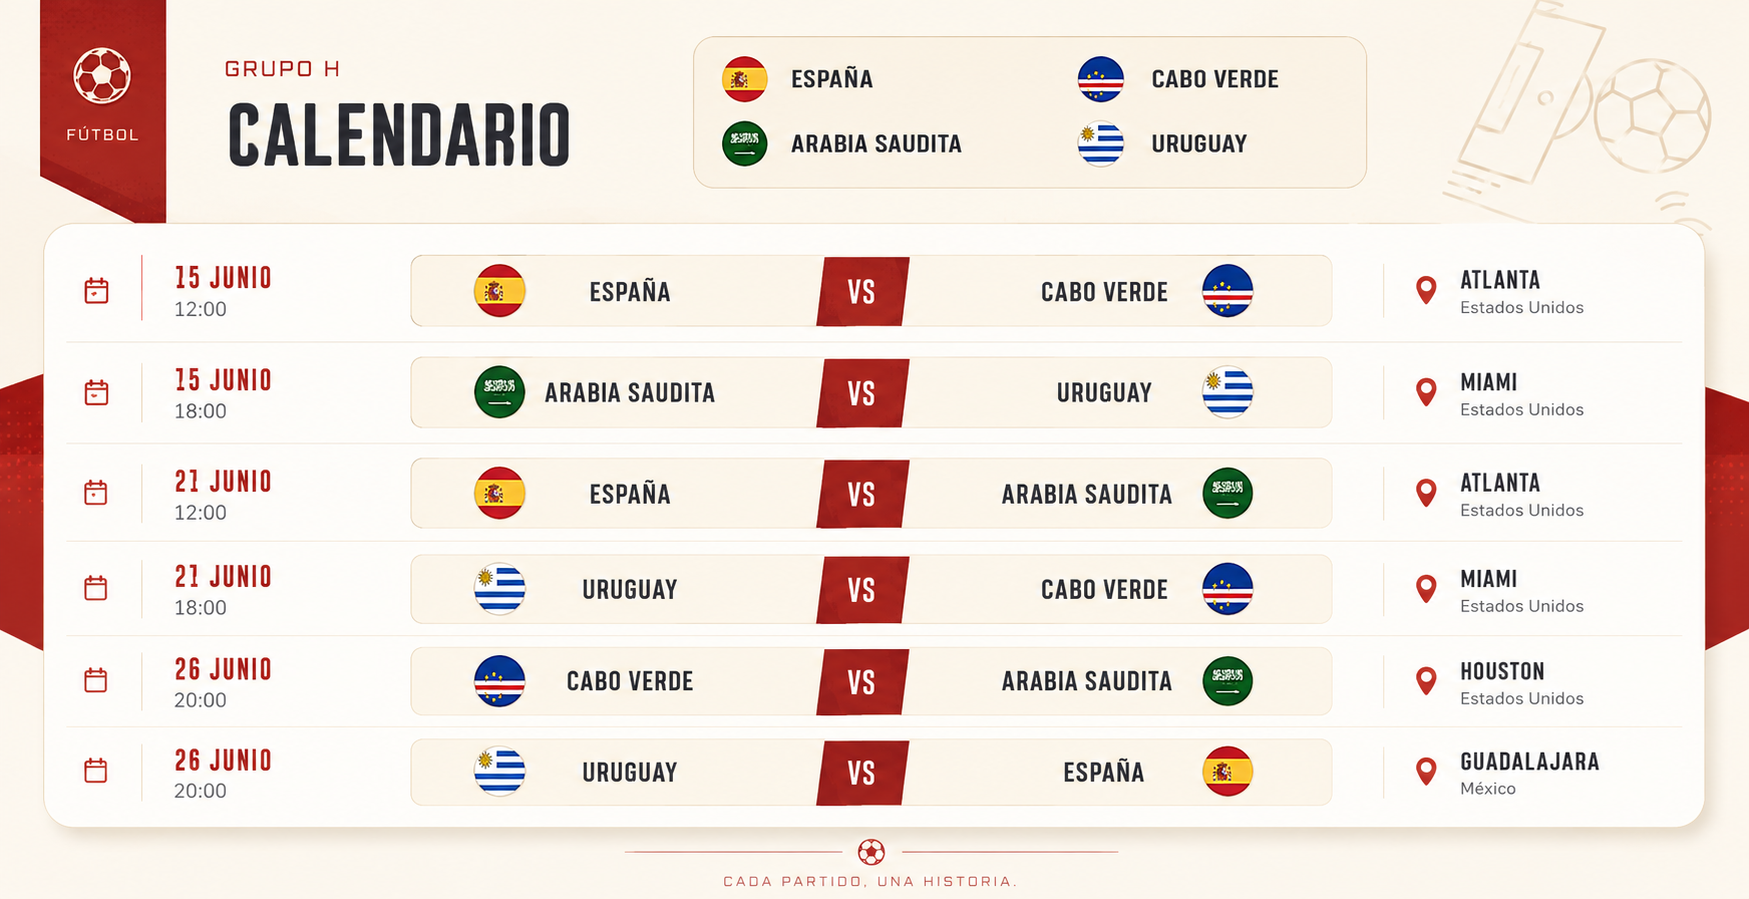 FÚTBOL
GRUPO H
CALENDARIO
ESPAÑA
CABO VERDE
ARABIA SAUDITA
URUGUAY
15 JUNIO
12:00
ESPAÑA VS CABO VERDE
ATLANTA
Estados Unidos
15 JUNIO
18:00
ARABIA SAUDITA VS URUGUAY
MIAMI
Estados Unidos
21 JUNIO
12:00
ESPAÑA VS ARABIA SAUDITA
ATLANTA
Estados Unidos
21 JUNIO
18:00
URUGUAY VS CABO VERDE
MIAMI
Estados Unidos
26 JUNIO
20:00
CABO VERDE VS ARABIA SAUDITA
HOUSTON
Estados Unidos
26 JUNIO
20:00
URUGUAY VS ESPAÑA
GUADALAJARA
México
CADA PARTIDO, UNA HISTORIA.